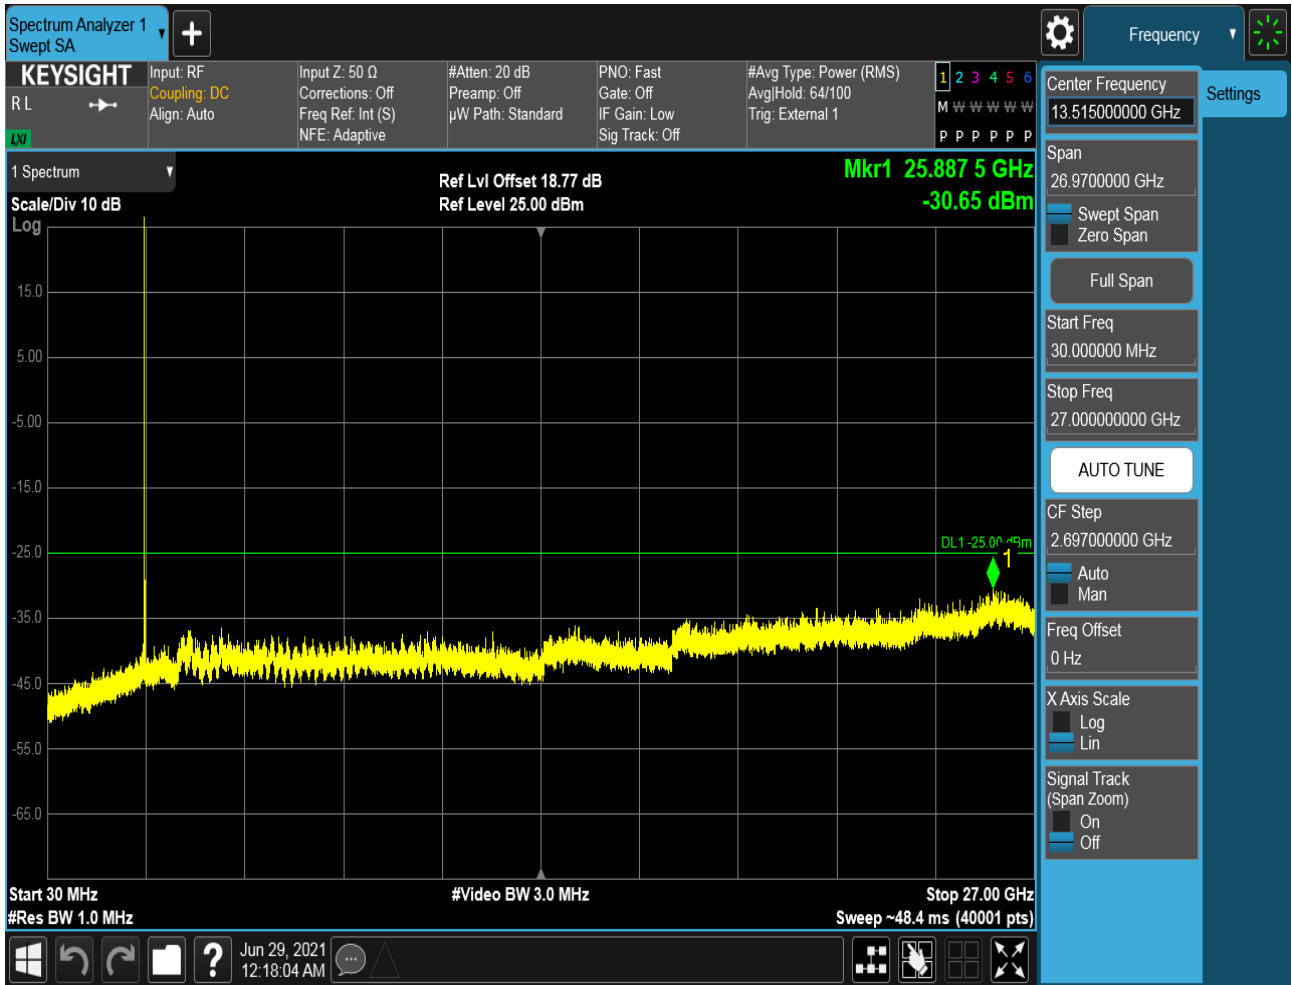 Spectrum Analyzer 1
Swept SA
Frequency
KEYSIGHT
R L
LXI
Input: RF
Coupling: DC
Align: Auto
Input Z: 50 Ω
Corrections: Off
Freq Ref: Int (S)
NFE: Adaptive
#Atten: 20 dB
Preamp: Off
µW Path: Standard
PNO: Fast
Gate: Off
IF Gain: Low
Sig Track: Off
#Avg Type: Power (RMS)
Avg|Hold: 64/100
Trig: External 1
1 2 3 4 5 6
M W W W W W
P P P P P P
1 Spectrum
Scale/Div 10 dB
Log
Ref Lvl Offset 18.77 dB
Ref Level 25.00 dBm
Mkr1 25.887 5 GHz
-30.65 dBm
15.0
5.00
-5.00
-15.0
-25.0
-35.0
-45.0
-55.0
-65.0
DL1 -25.00 dBm
1
Start 30 MHz
#Res BW 1.0 MHz
#Video BW 3.0 MHz
Stop 27.00 GHz
Sweep ~48.4 ms (40001 pts)
Jun 29, 2021
12:18:04 AM
Center Frequency
13.515000000 GHz
Span
26.9700000 GHz
Swept Span
Zero Span
Full Span
Start Freq
30.000000 MHz
Stop Freq
27.000000000 GHz
AUTO TUNE
CF Step
2.697000000 GHz
Auto
Man
Freq Offset
0 Hz
X Axis Scale
Log
Lin
Signal Track
(Span Zoom)
On
Off
Settings